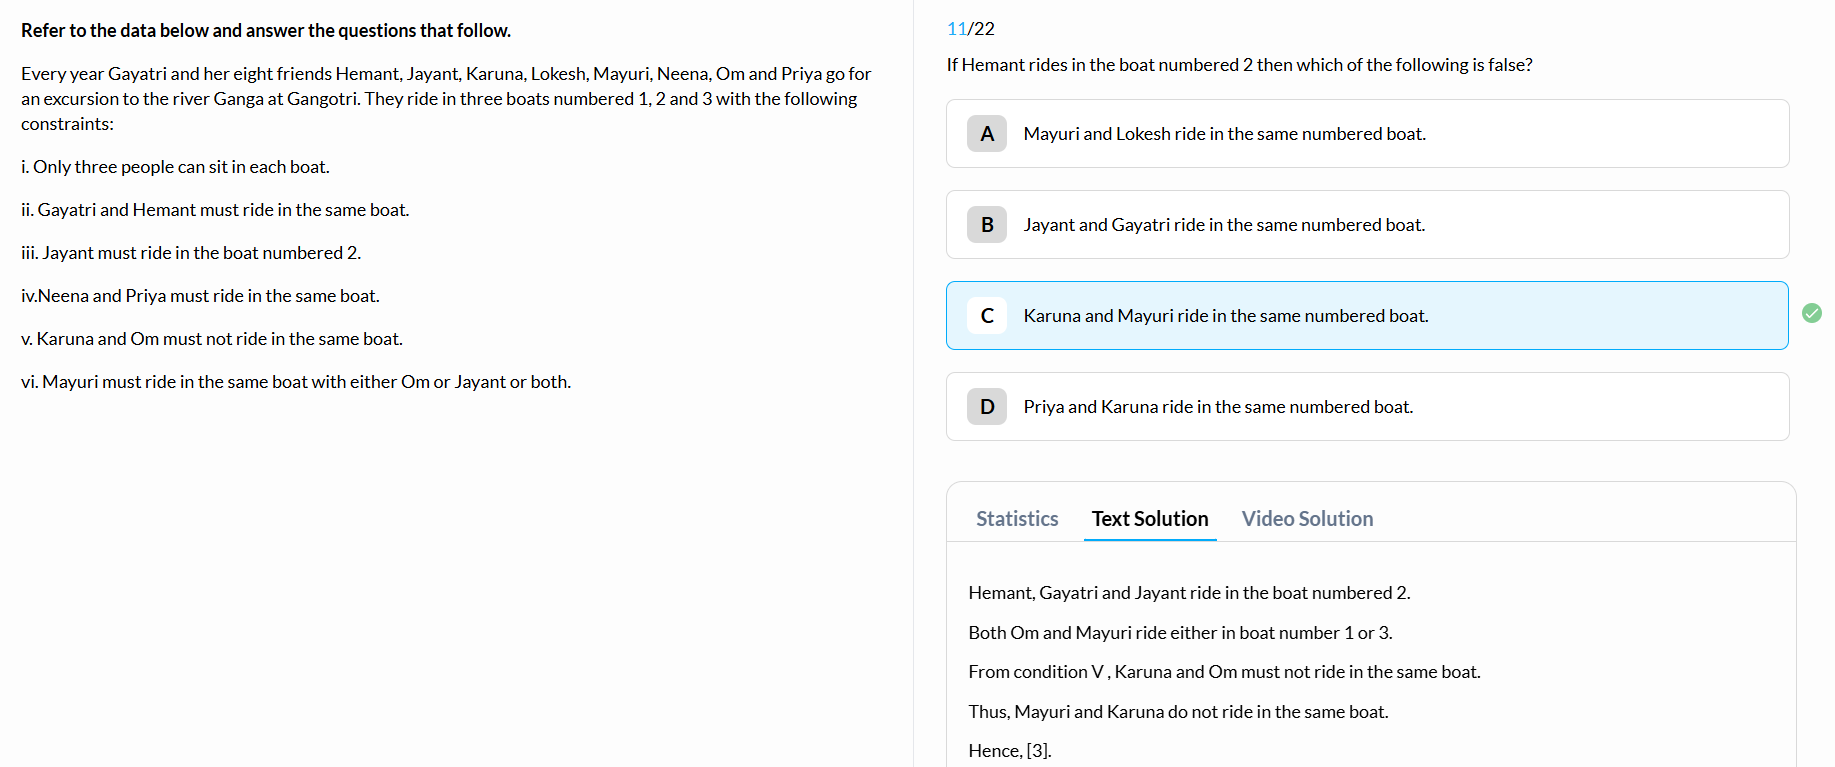 Refer to the data below and answer the questions that follow.
Every year Gayatri and her eight friends Hemant, Jayant, Karuna, Lokesh, Mayuri, Neena, Om and Priya go for
an excursion to the river Ganga at Gangotri. They ride in three boats numbered 1, 2 and 3 with the following
constraints:
i. Only three people can sit in each boat.
ii. Gayatri and Hemant must ride in the same boat.
iii. Jayant must ride in the boat numbered 2.
iv.Neena and Priya must ride in the same boat.
v. Karuna and Om must not ride in the same boat.
vi. Mayuri must ride in the same boat with either Om or Jayant or both.
11/22
If Hemant rides in the boat numbered 2 then which of the following is false?
A Mayuri and Lokesh ride in the same numbered boat.
B Jayant and Gayatri ride in the same numbered boat.
C Karuna and Mayuri ride in the same numbered boat.
D Priya and Karuna ride in the same numbered boat.
Statistics Text Solution Video Solution
Hemant, Gayatri and Jayant ride in the boat numbered 2.
Both Om and Mayuri ride either in boat number 1 or 3.
From condition V , Karuna and Om must not ride in the same boat.
Thus, Mayuri and Karuna do not ride in the same boat.
Hence, [3].